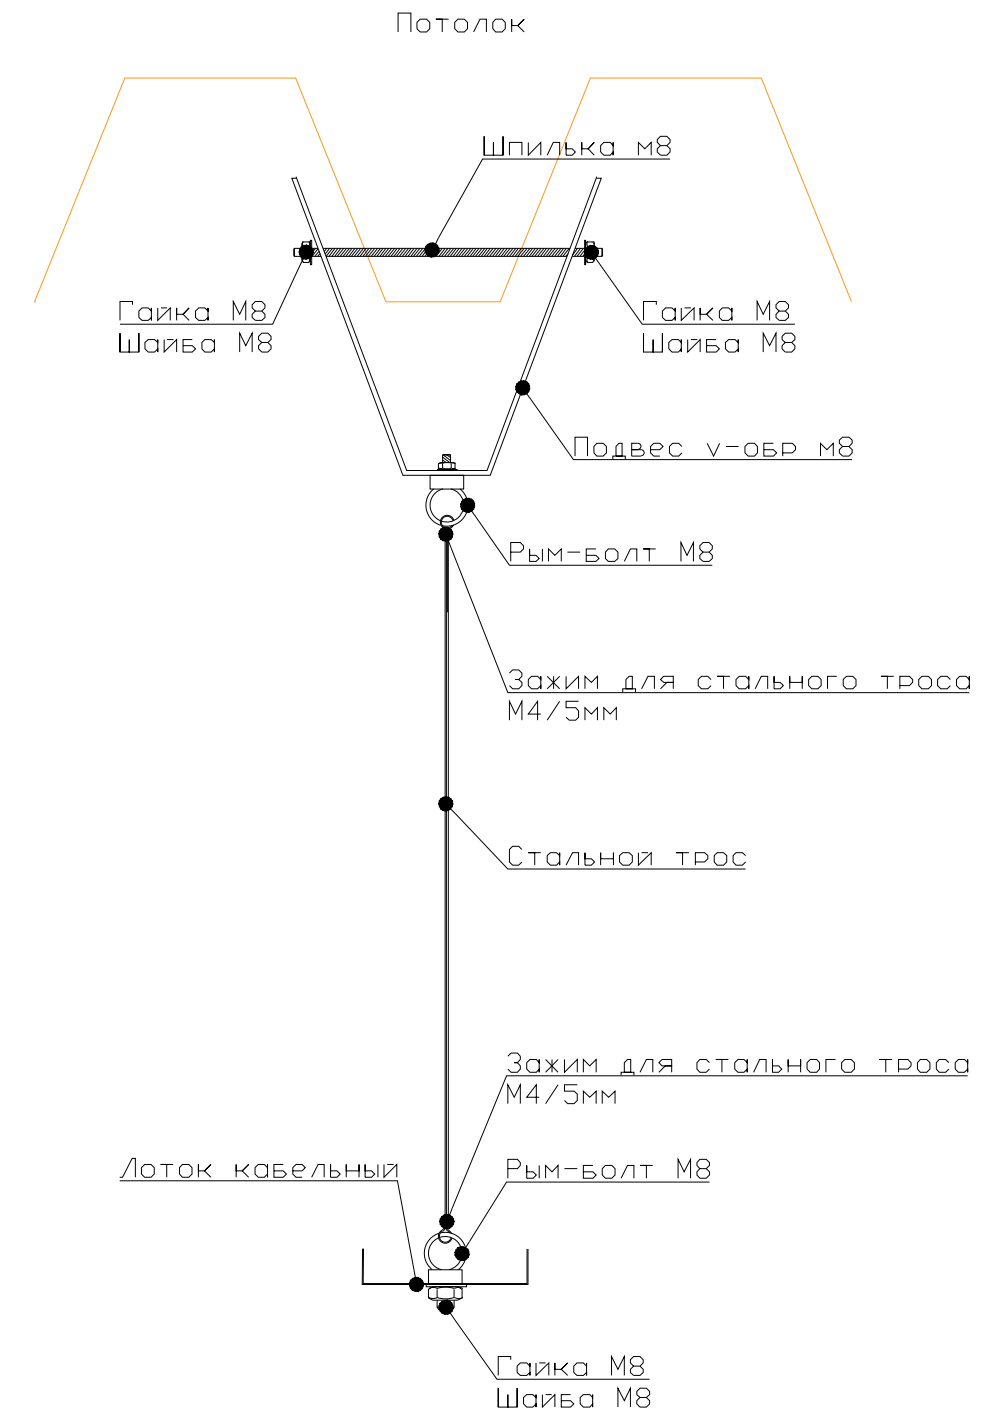 Потолок
Шпилька м8
Гайка М8
Шайба М8
Гайка М8
Шайба М8
Подвес v-обр м8
Рым-болт М8
Зажим для стального троса
М4/5мм
Стальной трос
Зажим для стального троса
М4/5мм
Лоток кабельный
Рым-болт М8
Гайка М8
Шайба М8